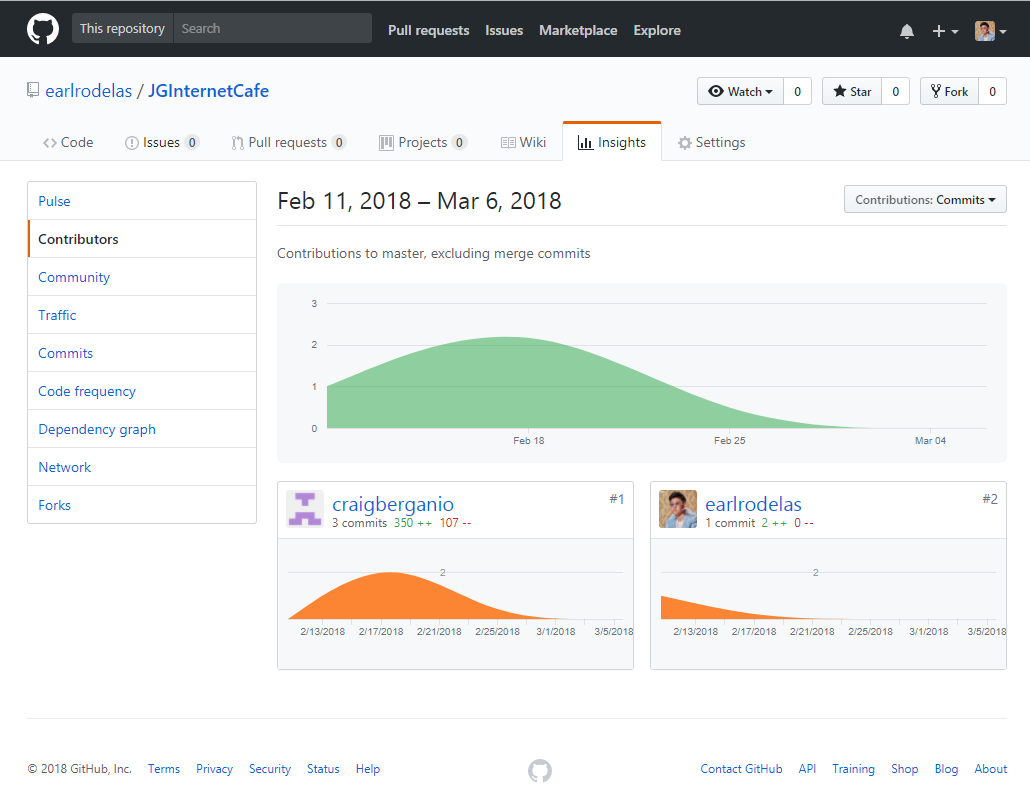 This repository Search Pull requests Issues Marketplace Explore
earlrodelas / JGInternetCafe Watch 0 Star 0 Fork 0
Code Issues 0 Pull requests 0 Projects 0 Wiki Insights Settings
Pulse
Contributors
Community
Traffic
Commits
Code frequency
Dependency graph
Network
Forks
Feb 11, 2018 – Mar 6, 2018 Contributions: Commits
Contributions to master, excluding merge commits
3
2
1
0
Feb 18 Feb 25 Mar 04
craigberganio #1
3 commits 350 ++ 107 --
2
2/13/2018 2/17/2018 2/21/2018 2/25/2018 3/1/2018 3/5/2018
earlrodelas #2
1 commit 2 ++ 0 --
2
2/13/2018 2/17/2018 2/21/2018 2/25/2018 3/1/2018 3/5/2018
© 2018 GitHub, Inc. Terms Privacy Security Status Help Contact GitHub API Training Shop Blog About